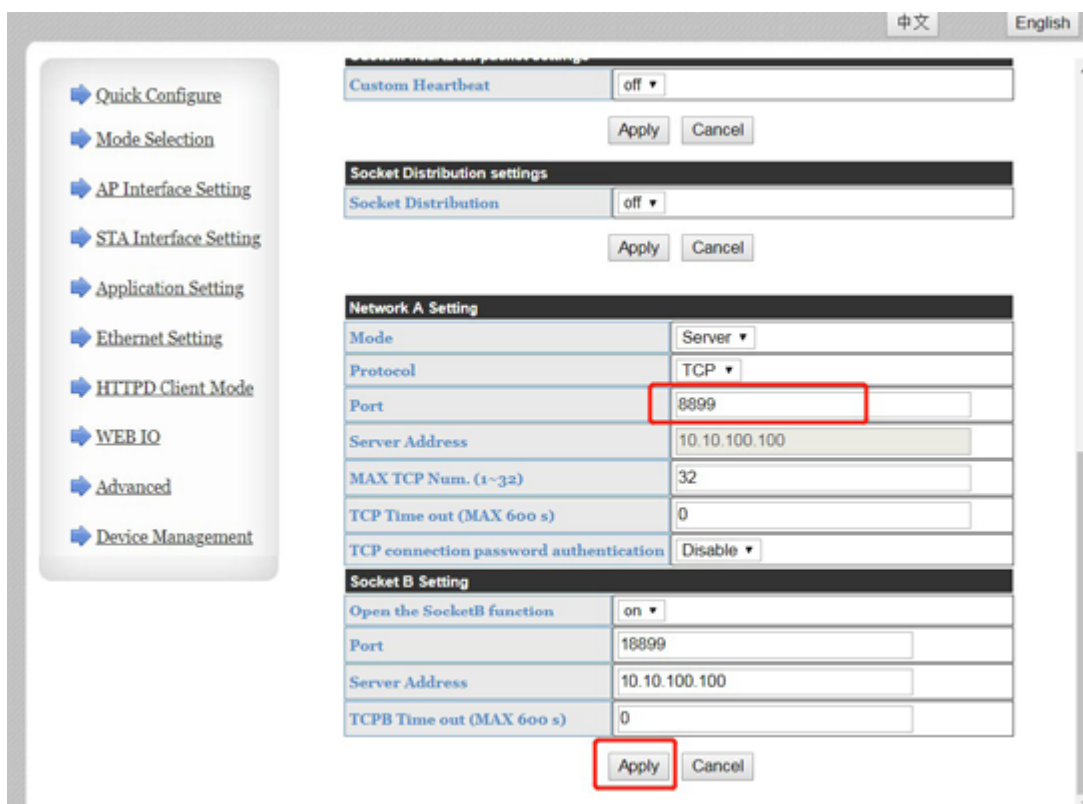 中文 English
Quick Configure
Mode Selection
AP Interface Setting
STA Interface Setting
Application Setting
Ethernet Setting
HTTPD Client Mode
WEB IO
Advanced
Device Management
Custom Heartbeat off
Apply Cancel
Socket Distribution settings
Socket Distribution off
Apply Cancel
Network A Setting
Mode Server
Protocol TCP
Port 8899
Server Address 10.10.100.100
MAX TCP Num. (1~32) 32
TCP Time out (MAX 600 s) 0
TCP connection password authentication Disable
Socket B Setting
Open the SocketB function on
Port 18899
Server Address 10.10.100.100
TCPB Time out (MAX 600 s) 0
Apply Cancel